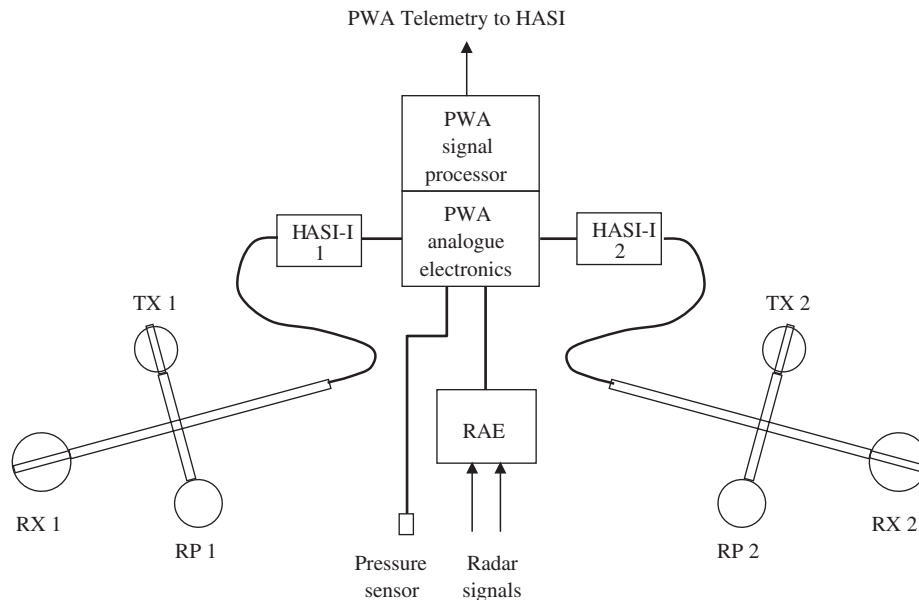 PWA Telemetry to HASI
PWA
signal
processor
HASI-I
1
PWA
analogue
electronics
HASI-I
2
TX 1
TX 2
RAE
RX 1
RP 1
RP 2
RX 2
Pressure
sensor
Radar
signals